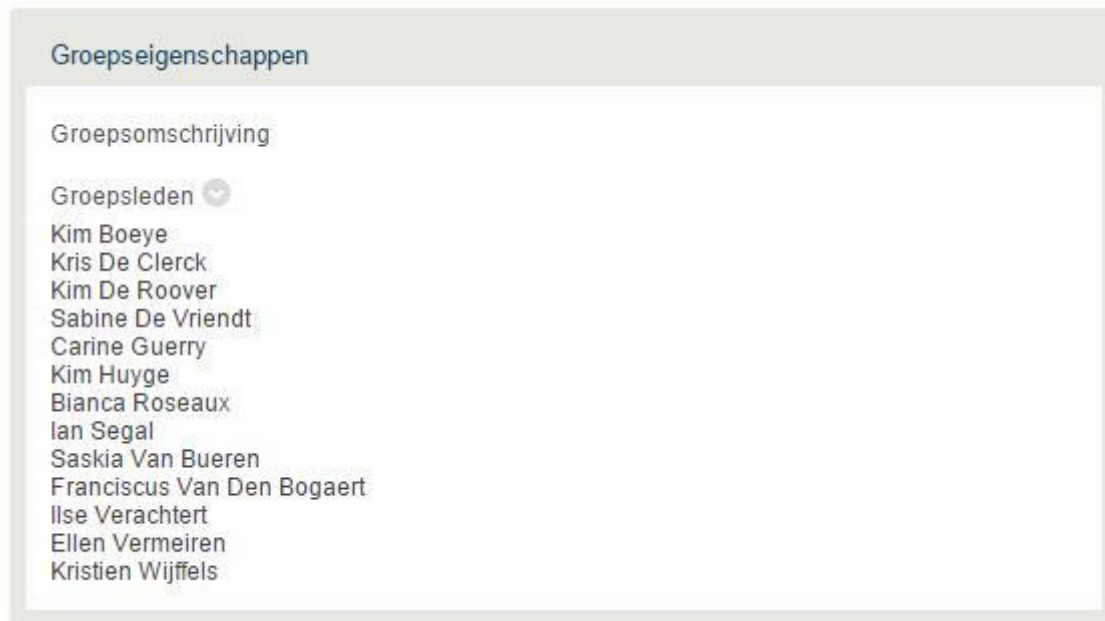 Groepseigenschappen
Groepsomschrijving
Groepsleden
Kim Boeye
Kris De Clerck
Kim De Roover
Sabine De Vriendt
Carine Guerry
Kim Huyge
Bianca Roseaux
Ian Segal
Saskia Van Bueren
Franciscus Van Den Bogaert
Ilse Verachtert
Ellen Vermeiren
Kristien Wijffels